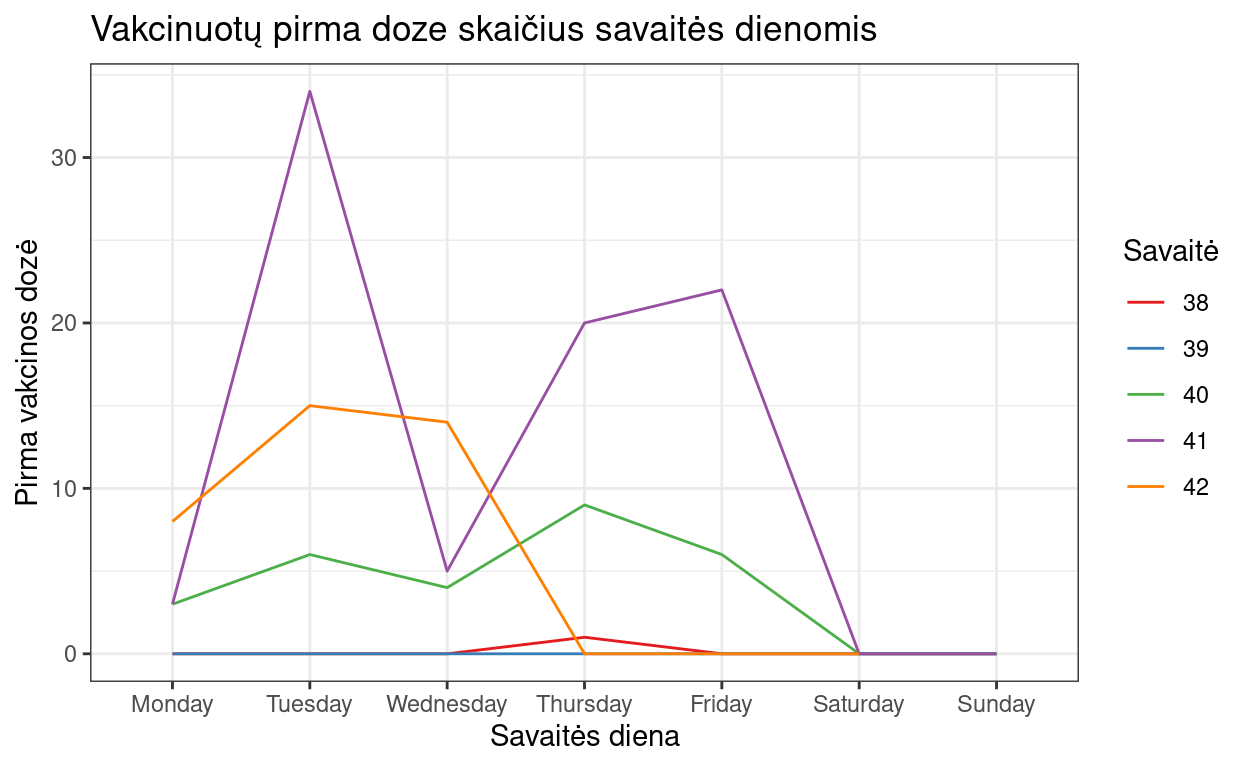 Vakcinuotų pirma doze skaičius savaitės dienomis
Pirma vakcinos dozė
30
20
10
0
Monday Tuesday Wednesday Thursday Friday Saturday Sunday
Savaitės diena
Savaitė
38
39
40
41
42